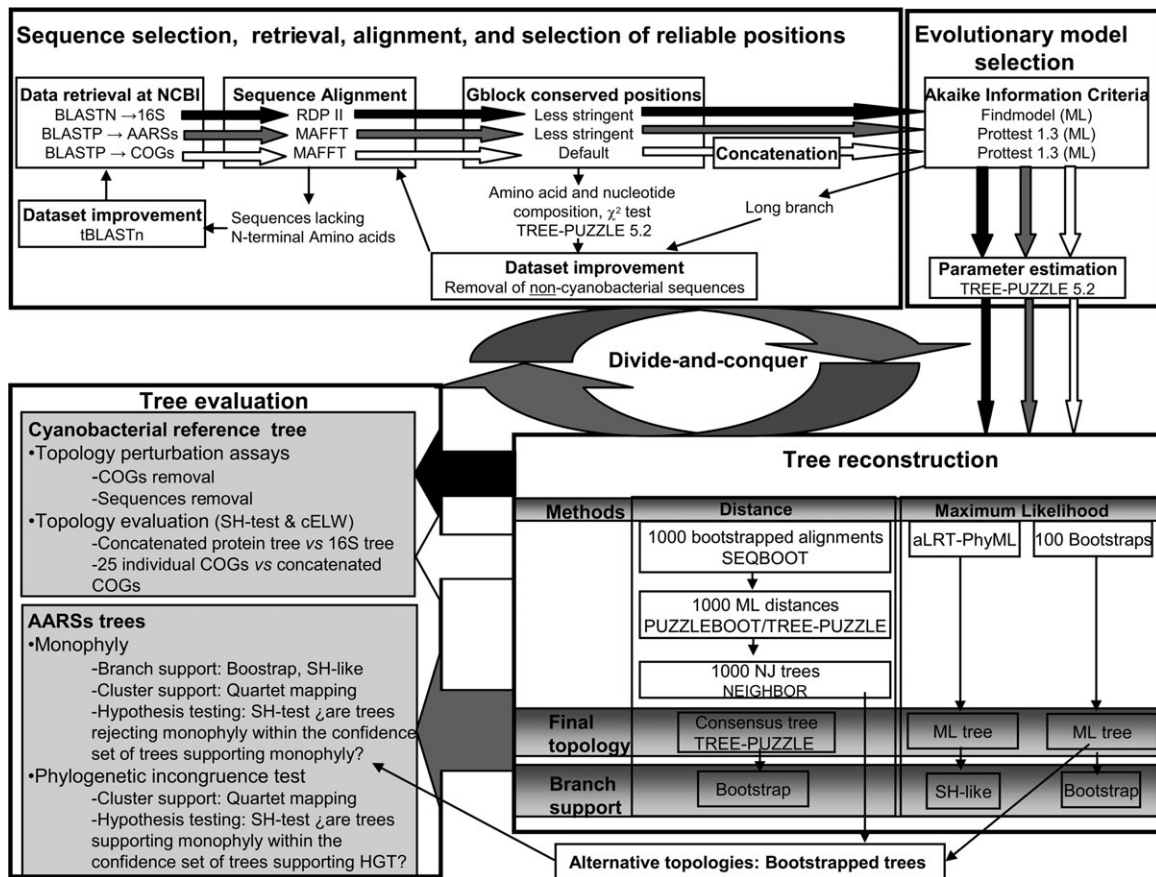 Sequence selection, retrieval, alignment, and selection of reliable positions
Data retrieval at NCBI
BLASTN →16S
BLASTP → AARSs
BLASTP → COGs
Sequence Alignment
RDP II
MAFFT
MAFFT
Gblock conserved positions
Less stringent
Less stringent
Default
Concatenation
Dataset improvement
tBLASTn
Sequences lacking
N-terminal Amino acids
Amino acid and nucleotide
composition, χ² test
TREE-PUZZLE 5.2
Long branch
Dataset improvement
Removal of non-cyanobacterial sequences
Evolutionary model
selection
Akaike Information Criteria
Findmodel (ML)
Prottest 1.3 (ML)
Prottest 1.3 (ML)
Parameter estimation
TREE-PUZZLE 5.2
Divide-and-conquer
Tree evaluation
Cyanobacterial reference tree
•Topology perturbation assays
-COGs removal
-Sequences removal
•Topology evaluation (SH-test & cELW)
-Concatenated protein tree vs 16S tree
-25 individual COGs vs concatenated
COGs
AARSs trees
•Monophyly
-Branch support: Boostrap, SH-like
-Cluster support: Quartet mapping
-Hypothesis testing: SH-test ¿are trees
rejecting monophyly within the confidence
set of trees supporting monophyly?
•Phylogenetic incongruence test
-Cluster support: Quartet mapping
-Hypothesis testing: SH-test ¿are trees
supporting monophyly within the
confidence set of trees supporting HGT?
Tree reconstruction
Methods
Distance
Maximum Likelihood
1000 bootstrapped alignments
SEQBOOT
1000 ML distances
PUZZLEBOOT/TREE-PUZZLE
1000 NJ trees
NEIGHBOR
aLRT-PhyML
100 Bootstraps
Final
topology
Consensus tree
TREE-PUZZLE
ML tree
ML tree
Branch
support
Bootstrap
SH-like
Bootstrap
Alternative topologies: Bootstrapped trees